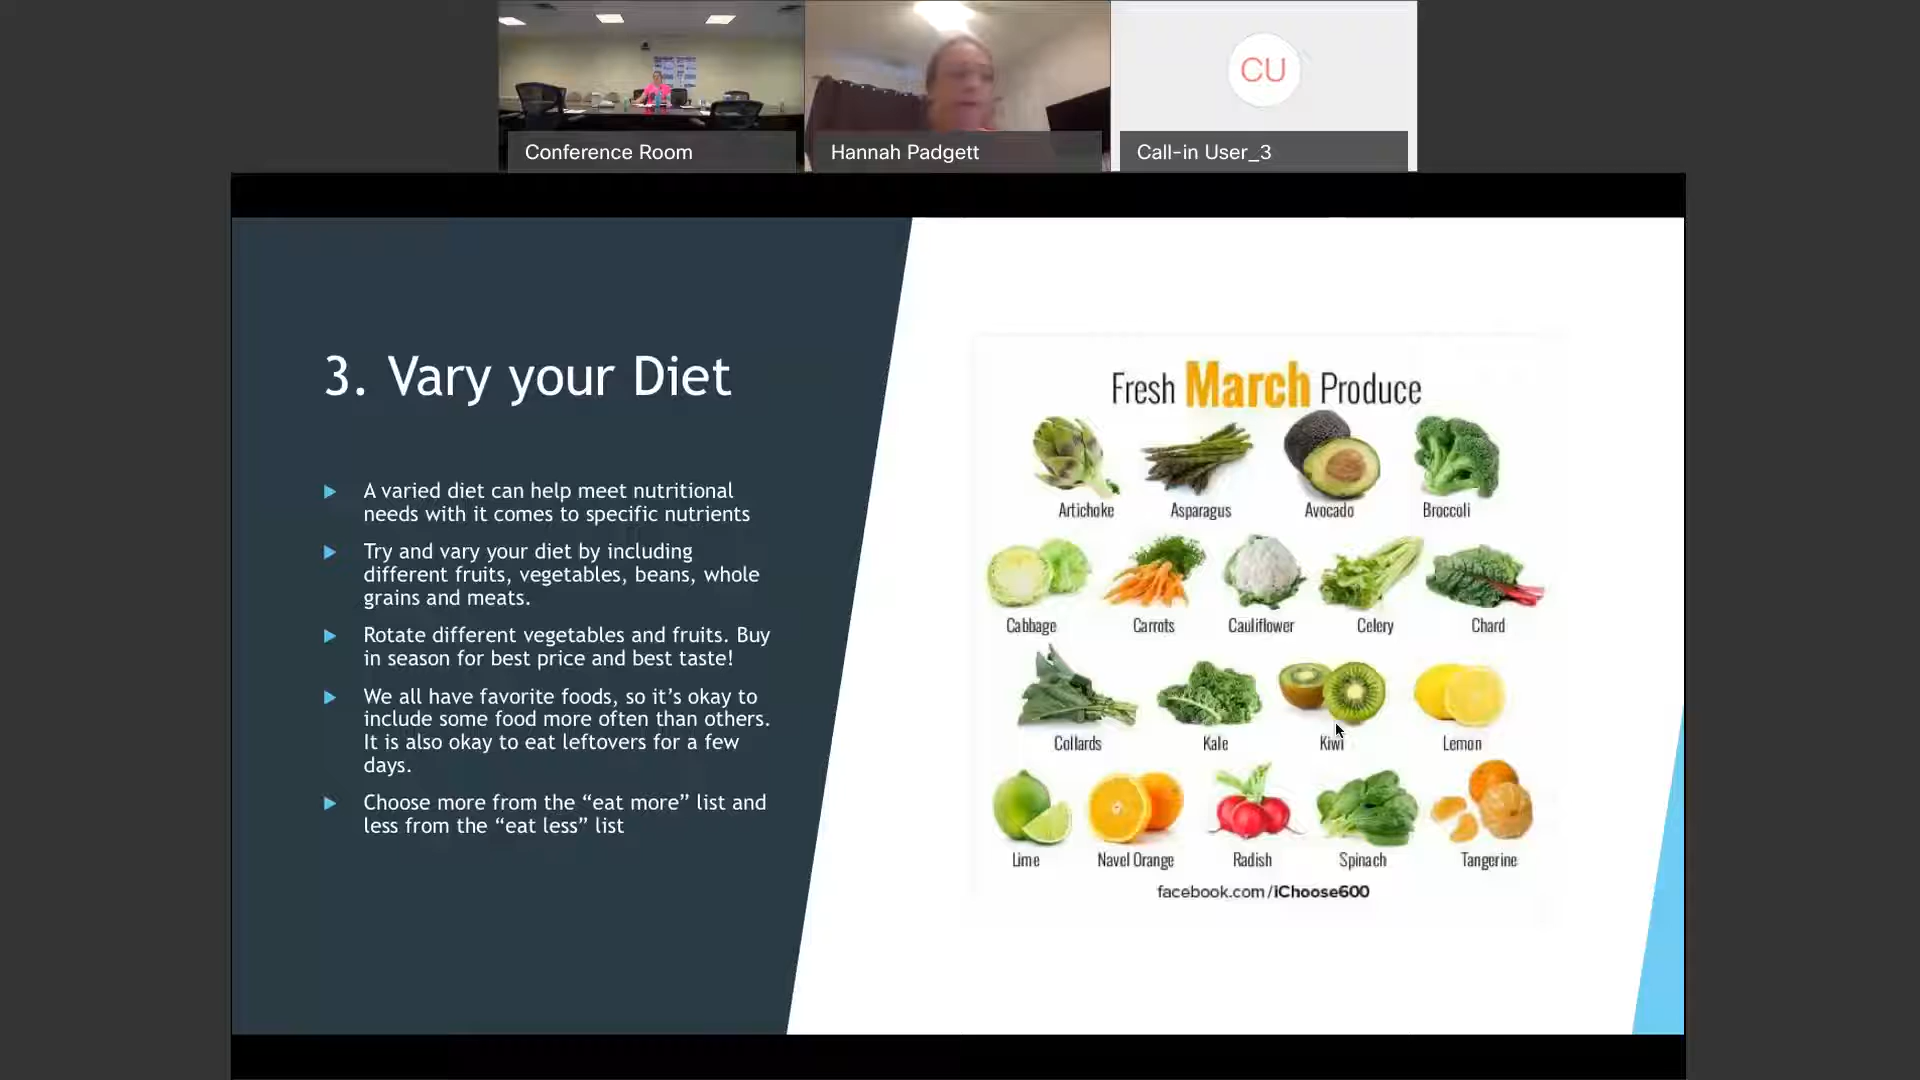 CU
Conference Room
Hannah Padgett
Call-in User_3
3. Vary your Diet
A varied diet can help meet nutritional
needs with it comes to specific nutrients
Try and vary your diet by including
different fruits, vegetables, beans, whole
grains and meats.
Rotate different vegetables and fruits. Buy
in season for best price and best taste!
We all have favorite foods, so it’s okay to
include some food more often than others.
It is also okay to eat leftovers for a few
days.
Choose more from the “eat more” list and
less from the “eat less” list
Fresh March Produce
Artichoke Asparagus Avocado Broccoli
Cabbage Carrots Cauliflower Celery Chard
Collards Kale Kiwi Lemon
Lime Navel Orange Radish Spinach Tangerine
facebook.com/iChoose600